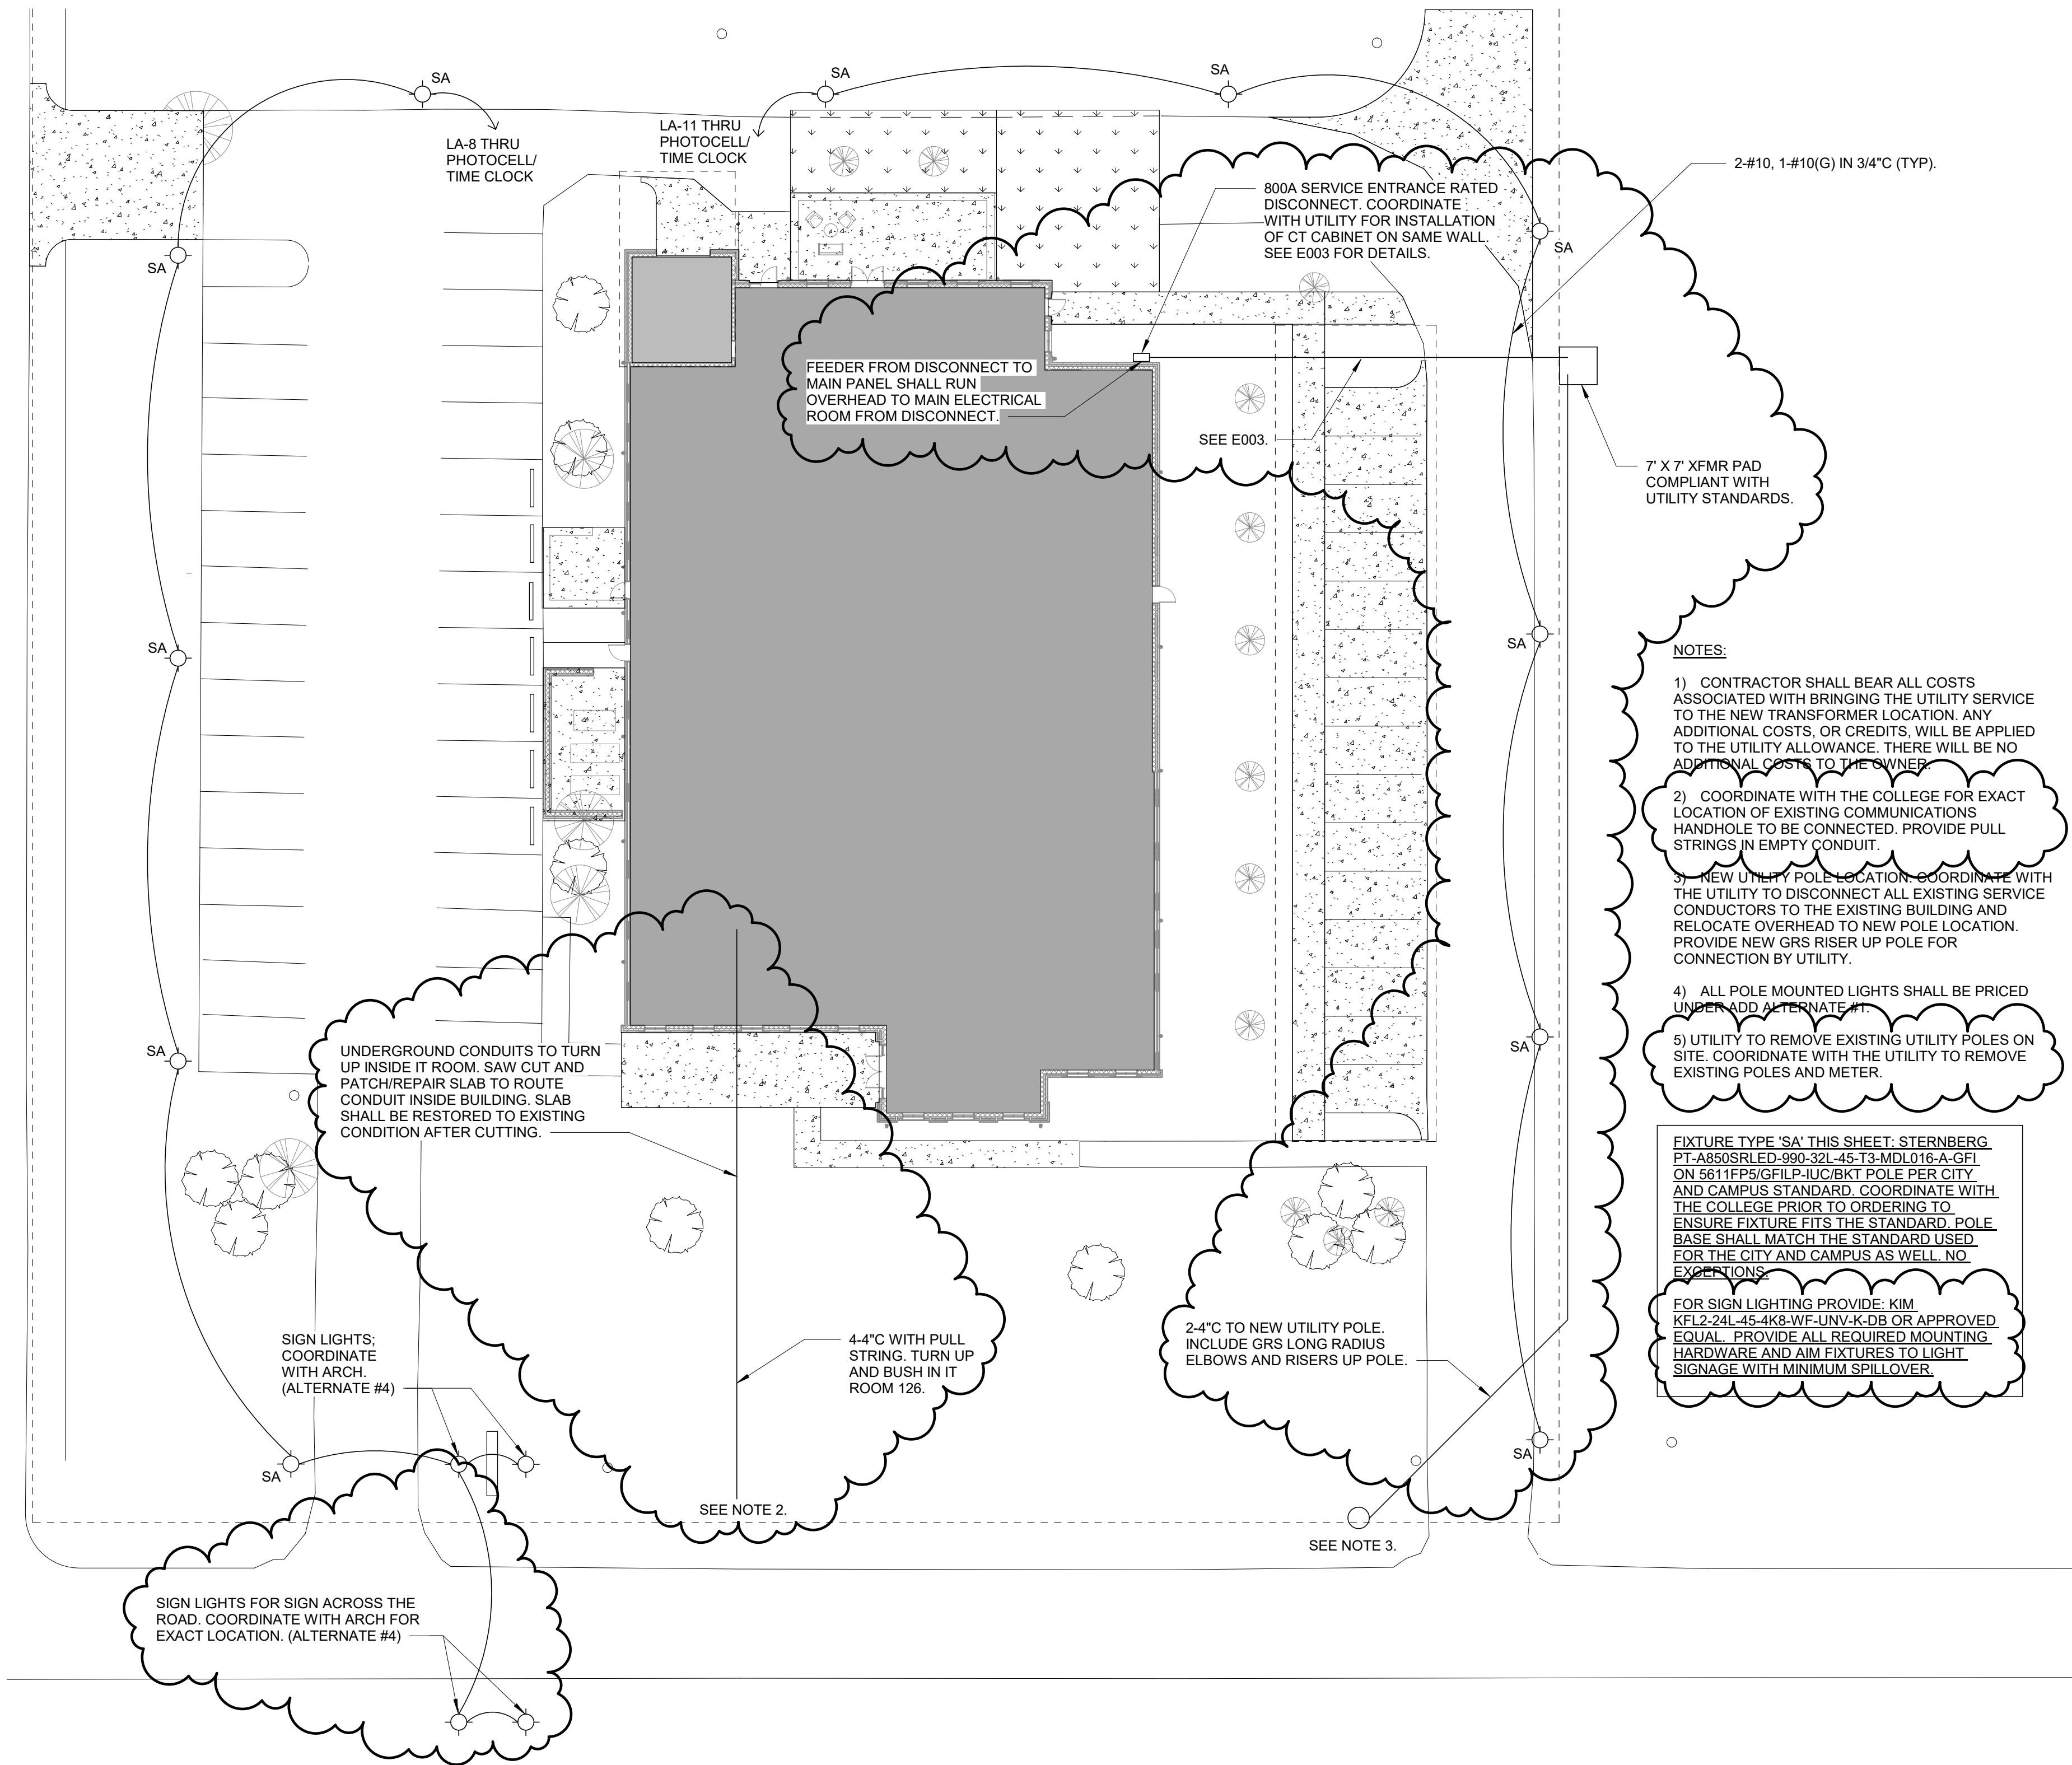 SA
SA
SA
LA-8 THRU
PHOTOCELL/
TIME CLOCK
LA-11 THRU
PHOTOCELL/
TIME CLOCK
2-#10, 1-#10(G) IN 3/4"C (TYP).
800A SERVICE ENTRANCE RATED
DISCONNECT. COORDINATE
WITH UTILITY FOR INSTALLATION
OF CT CABINET ON SAME WALL.
SEE E003 FOR DETAILS.
SA
SA
FEEDER FROM DISCONNECT TO
MAIN PANEL SHALL RUN
OVERHEAD TO MAIN ELECTRICAL
ROOM FROM DISCONNECT.
SEE E003.
7' X 7' XFMR PAD
COMPLIANT WITH
UTILITY STANDARDS.
SA
SA
NOTES:
1) CONTRACTOR SHALL BEAR ALL COSTS
ASSOCIATED WITH BRINGING THE UTILITY SERVICE
TO THE NEW TRANSFORMER LOCATION. ANY
ADDITIONAL COSTS, OR CREDITS, WILL BE APPLIED
TO THE UTILITY ALLOWANCE. THERE WILL BE NO
ADDITIONAL COSTS TO THE OWNER.
2) COORDINATE WITH THE COLLEGE FOR EXACT
LOCATION OF EXISTING COMMUNICATIONS
HANDHOLE TO BE CONNECTED. PROVIDE PULL
STRINGS IN EMPTY CONDUIT.
3) NEW UTILITY POLE LOCATION. COORDINATE WITH
THE UTILITY TO DISCONNECT ALL EXISTING SERVICE
CONDUCTORS TO THE EXISTING BUILDING AND
RELOCATE OVERHEAD TO NEW POLE LOCATION.
PROVIDE NEW GRS RISER UP POLE FOR
CONNECTION BY UTILITY.
4) ALL POLE MOUNTED LIGHTS SHALL BE PRICED
UNDER ADD ALTERNATE #1.
5) UTILITY TO REMOVE EXISTING UTILITY POLES ON
SITE. COORIDNATE WITH THE UTILITY TO REMOVE
EXISTING POLES AND METER.
SA
SA
UNDERGROUND CONDUITS TO TURN
UP INSIDE IT ROOM. SAW CUT AND
PATCH/REPAIR SLAB TO ROUTE
CONDUIT INSIDE BUILDING. SLAB
SHALL BE RESTORED TO EXISTING
CONDITION AFTER CUTTING.
FIXTURE TYPE 'SA' THIS SHEET: STERNBERG
PT-A850SRLED-990-32L-45-T3-MDL016-A-GFI
ON 5611FP5/GFILP-IUC/BKT POLE PER CITY
AND CAMPUS STANDARD. COORDINATE WITH
THE COLLEGE PRIOR TO ORDERING TO
ENSURE FIXTURE FITS THE STANDARD. POLE
BASE SHALL MATCH THE STANDARD USED
FOR THE CITY AND CAMPUS AS WELL. NO
EXCEPTIONS.
FOR SIGN LIGHTING PROVIDE: KIM
KFL2-24L-45-4K8-WF-UNV-K-DB OR APPROVED
EQUAL. PROVIDE ALL REQUIRED MOUNTING
HARDWARE AND AIM FIXTURES TO LIGHT
SIGNAGE WITH MINIMUM SPILLOVER.
SIGN LIGHTS;
COORDINATE
WITH ARCH.
(ALTERNATE #4)
4-4"C WITH PULL
STRING. TURN UP
AND BUSH IN IT
ROOM 126.
2-4"C TO NEW UTILITY POLE.
INCLUDE GRS LONG RADIUS
ELBOWS AND RISERS UP POLE.
SA
SA
SEE NOTE 2.
SEE NOTE 3.
SIGN LIGHTS FOR SIGN ACROSS THE
ROAD. COORDINATE WITH ARCH FOR
EXACT LOCATION. (ALTERNATE #4)